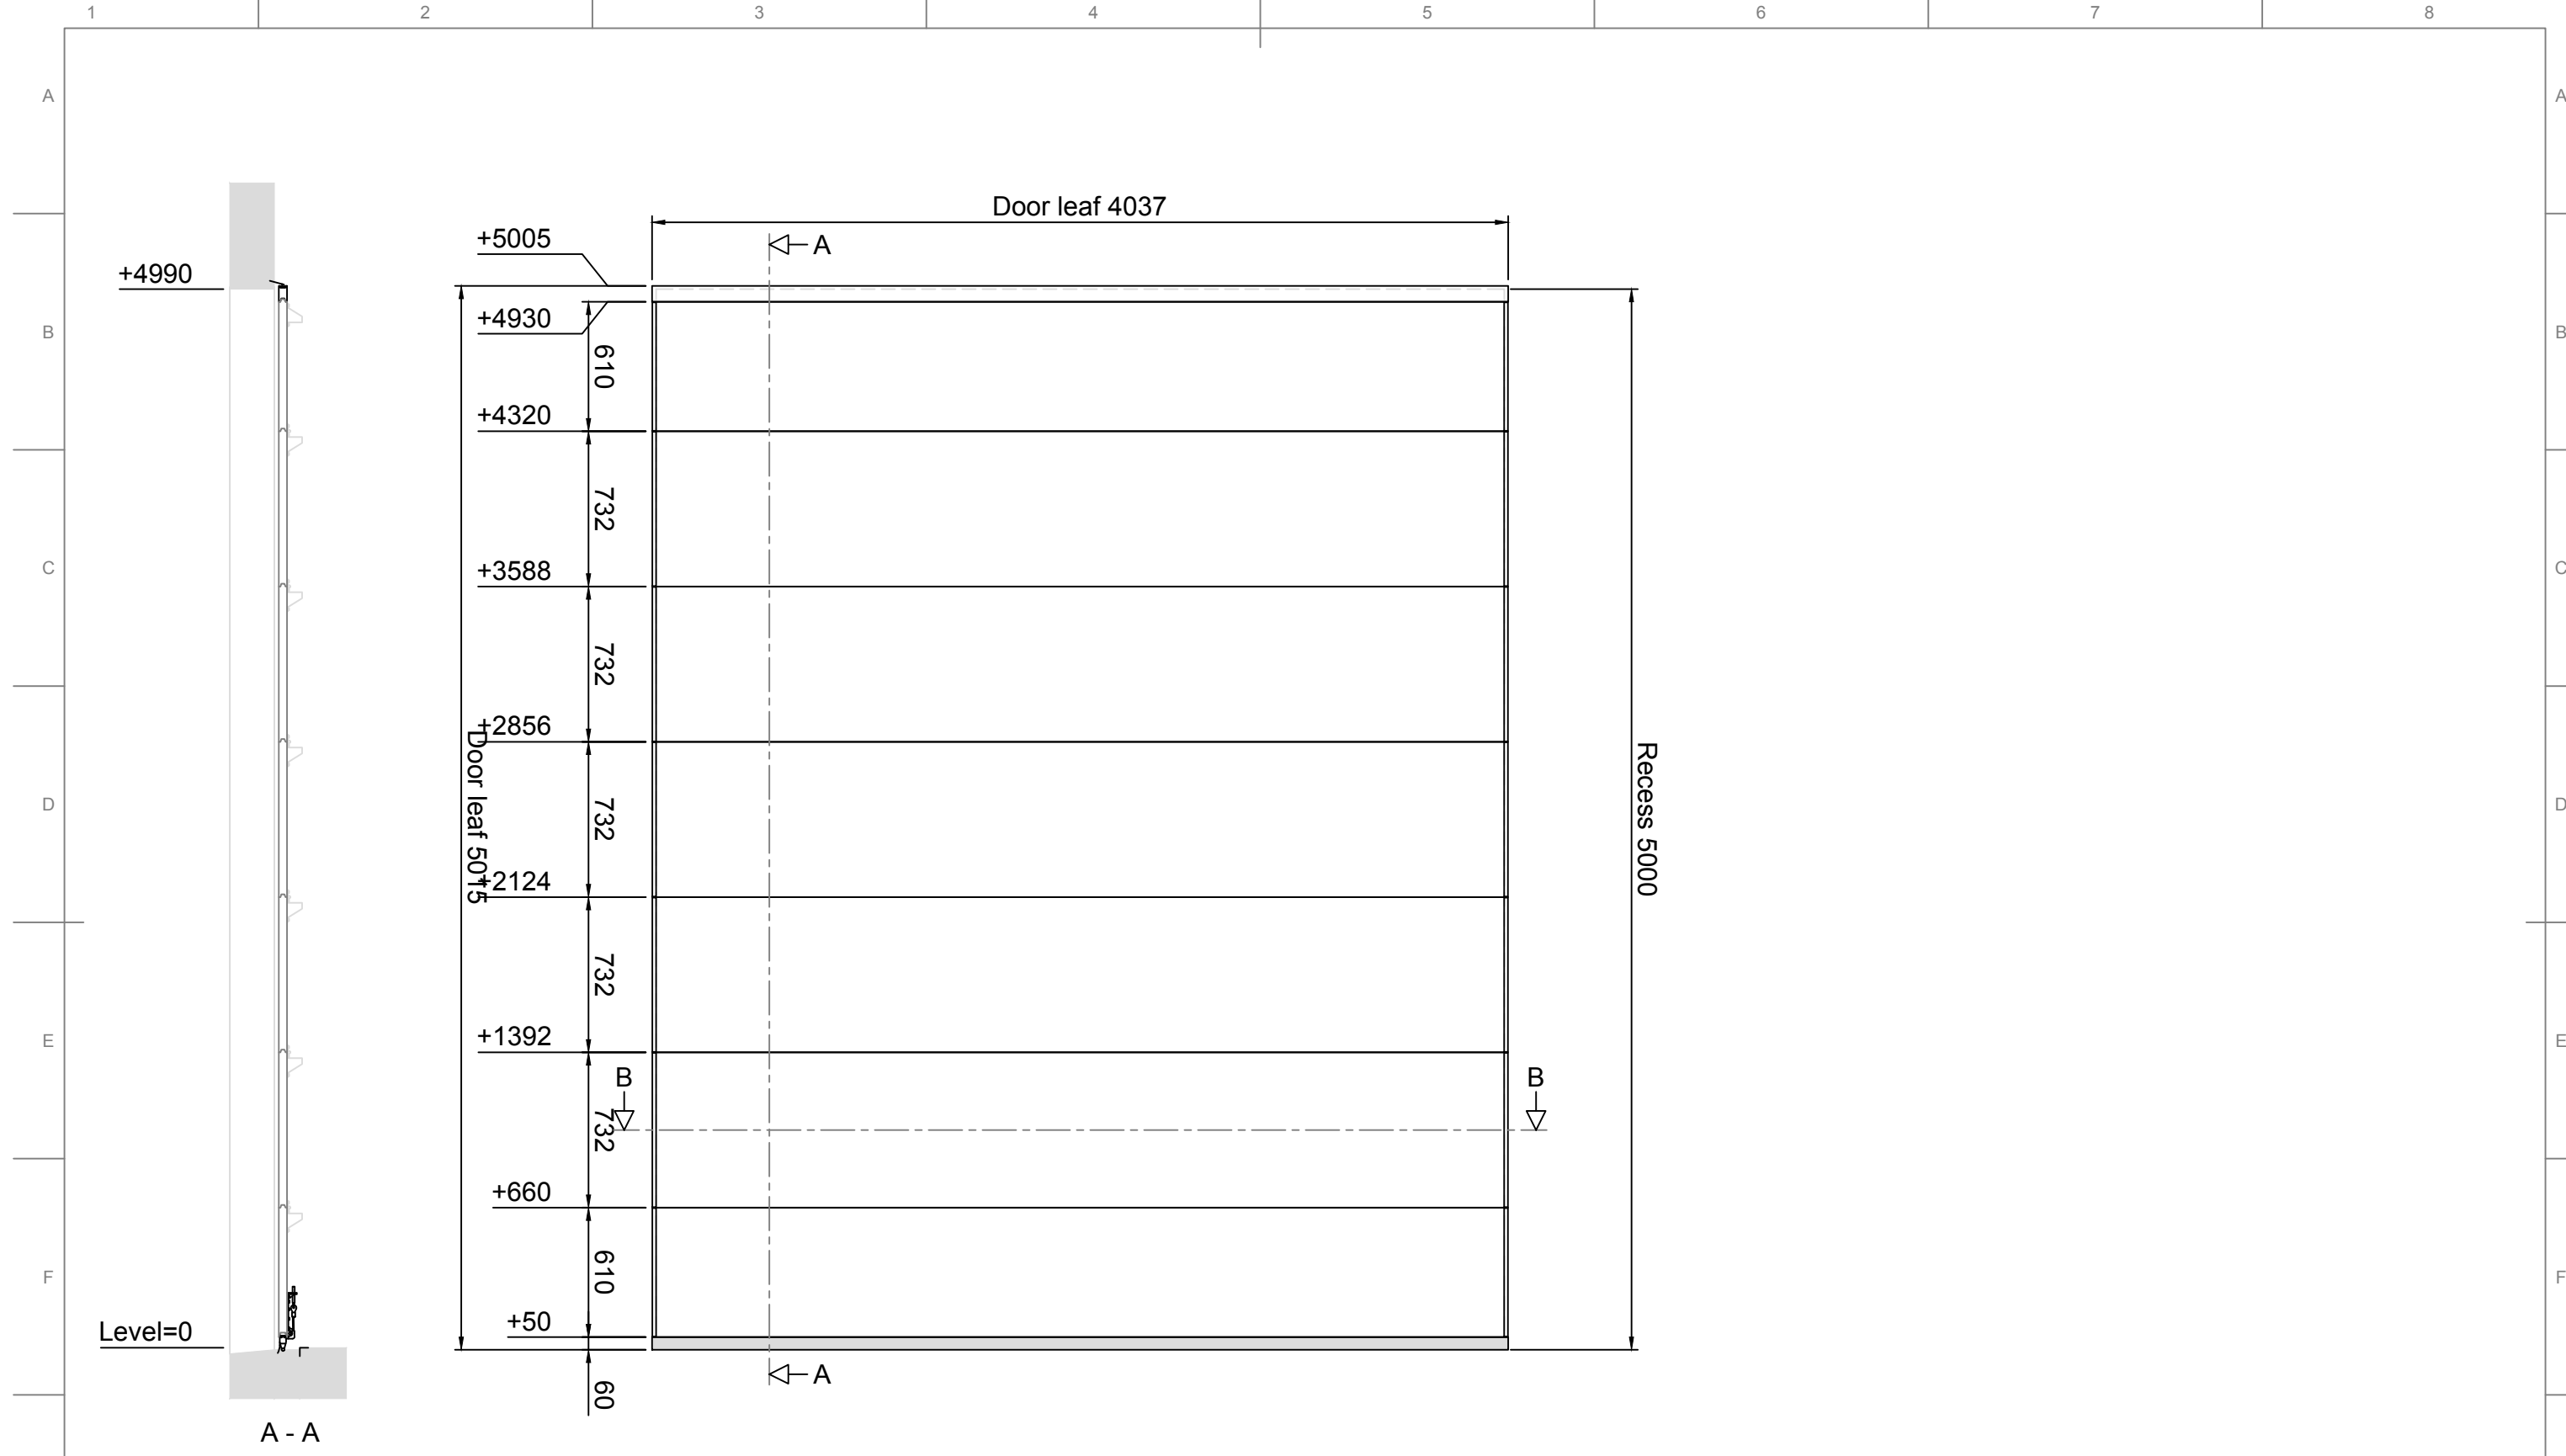 1 2 3 4 5 6 7 8
A A
Door leaf 4037
+5005
A
+4990
+4930
B B
610
+4320
732
C C
+3588
732
+2856
Door leaf 5015
Recess 5000
D D
732
+2124
732
+1392
E E
B B
732
+660
610
F F
+50
Level=0
A
60
A - A